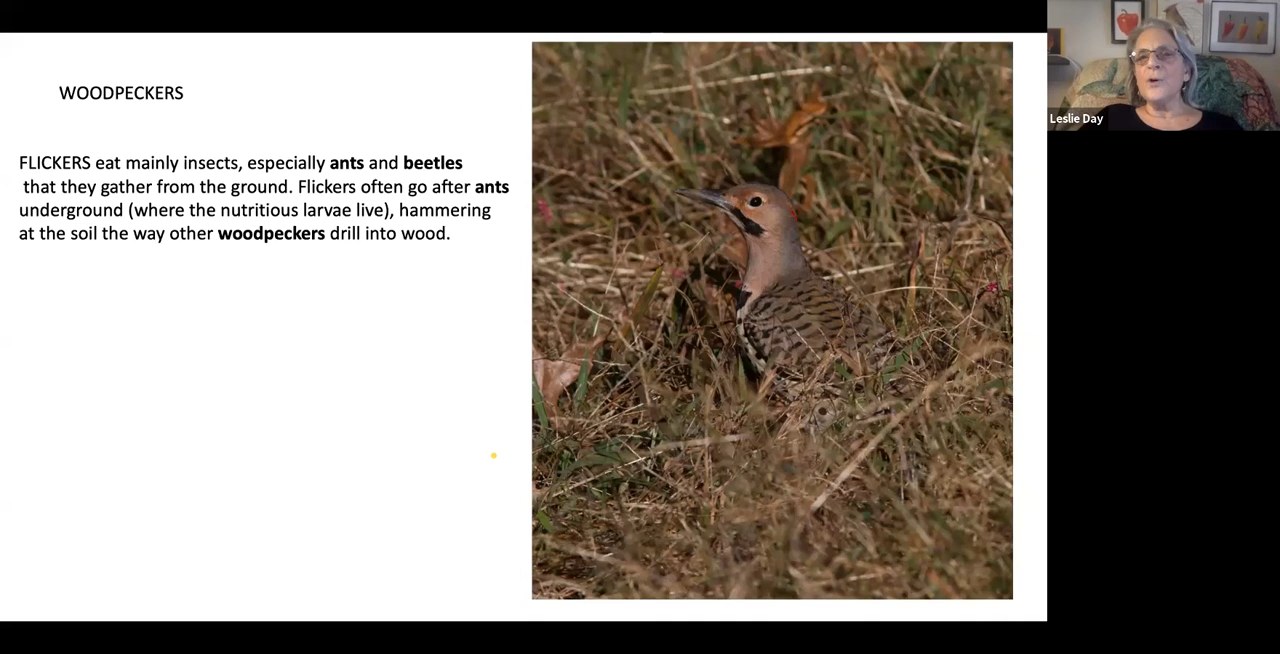 WOODPECKERS
FLICKERS eat mainly insects, especially ants and beetles
that they gather from the ground. Flickers often go after ants
underground (where the nutritious larvae live), hammering
at the soil the way other woodpeckers drill into wood.
Leslie Day